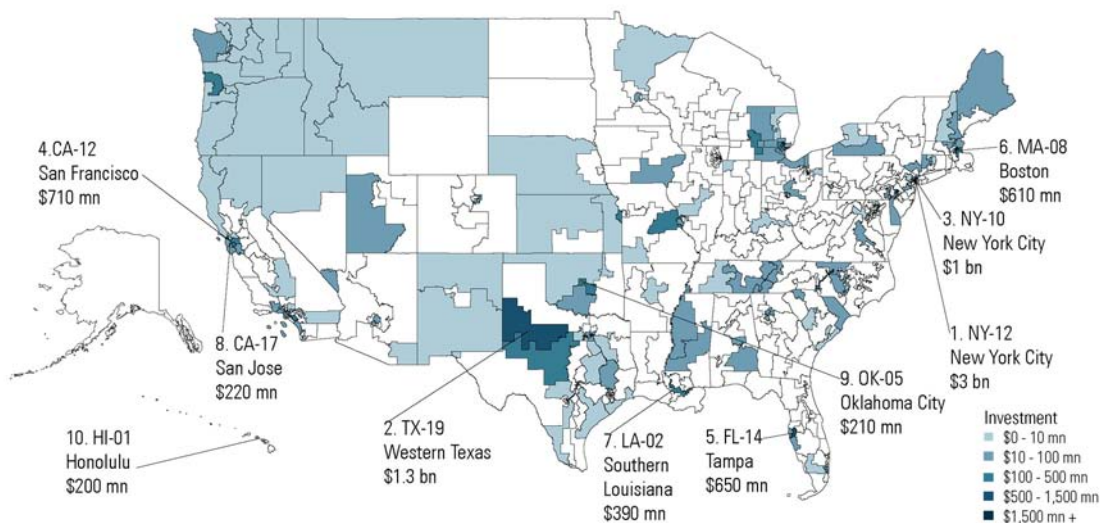 4.CA-12
San Francisco
$710 mn
6. MA-08
Boston
$610 mn
3. NY-10
New York City
$1 bn
1. NY-12
New York City
$3 bn
8. CA-17
San Jose
$220 mn
9. OK-05
Oklahoma City
$210 mn
10. HI-01
Honolulu
$200 mn
2. TX-19
Western Texas
$1.3 bn
7. LA-02
Southern
Louisiana
$390 mn
5. FL-14
Tampa
$650 mn
Investment
$0 - 10 mn
$10 - 100 mn
$100 - 500 mn
$500 - 1,500 mn
$1,500 mn +